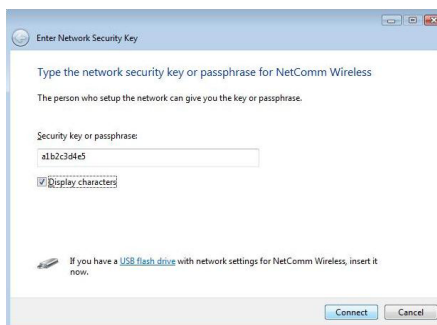 Enter Network Security Key
Type the network security key or passphrase for NetComm Wireless
The person who setup the network can give you the key or passphrase.
Security key or passphrase:
a1b2c3d4e5
Display characters
If you have a USB flash drive with network settings for NetComm Wireless, insert it
now.
Connect Cancel